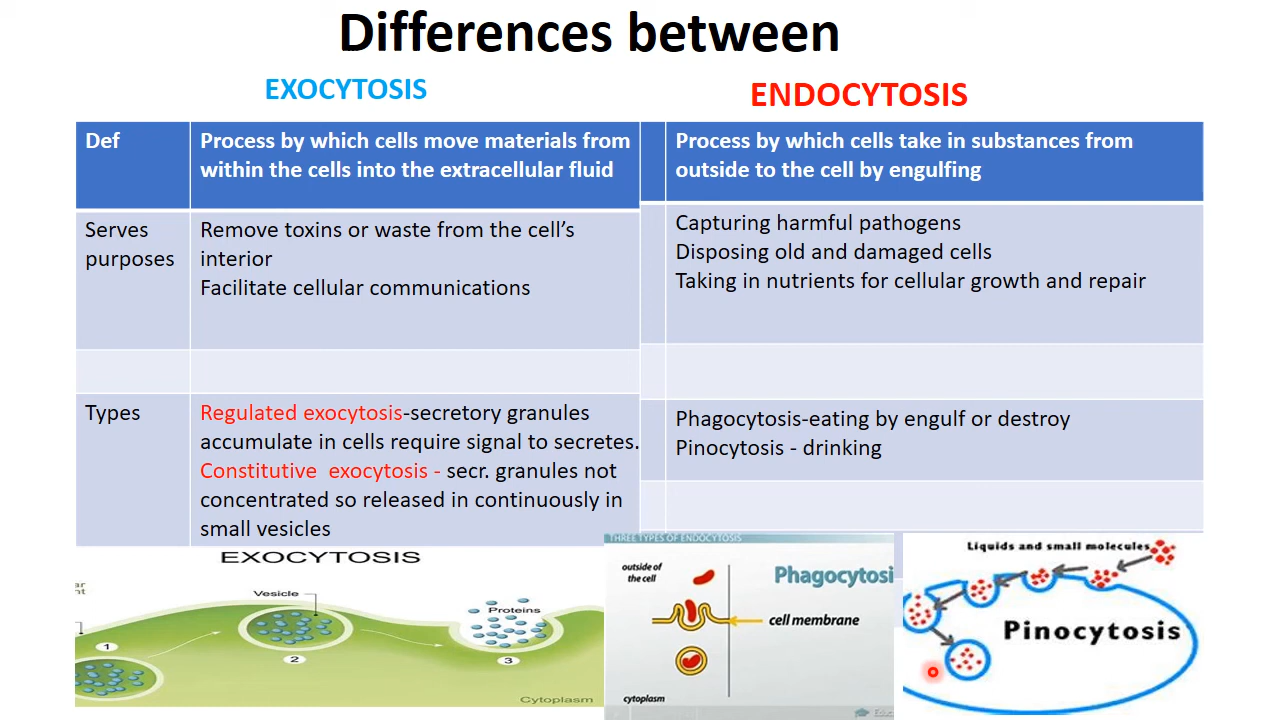 Differences between
EXOCYTOSIS
ENDOCYTOSIS
Def
Process by which cells move materials from
within the cells into the extracellular fluid
Process by which cells take in substances from
outside to the cell by engulfing
Serves
purposes
Remove toxins or waste from the cell's
interior
Facilitate cellular communications
Capturing harmful pathogens
Disposing old and damaged cells
Taking in nutrients for cellular growth and repair
Types
Regulated exocytosis-secretory granules
accumulate in cells require signal to secretes.
Constitutive exocytosis - secr. granules not
concentrated so released in continuously in
small vesicles
Phagocytosis-eating by engulf or destroy
Pinocytosis - drinking
EXOCYTOSIS
Vesicle
Proteins
1
2
3
Cytoplasm
THREE TYPES OF ENDOCYTOSIS
outside of
the cell
Phagocytosi
cell membrane
cytoplasm
Liquids and small molecules
Pinocytosis